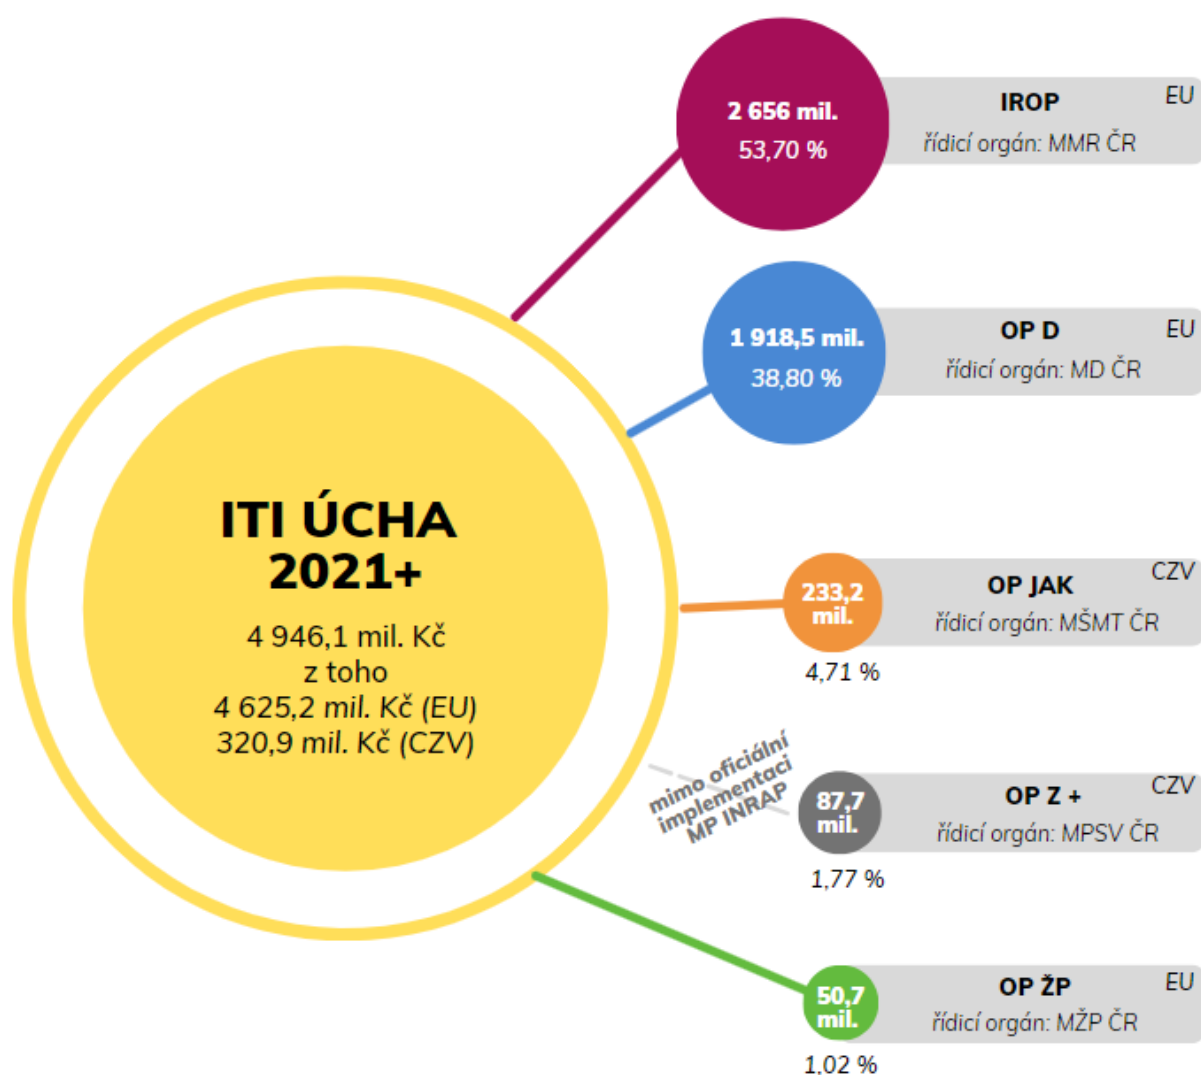 2 656 mil.
53,70 %
IROP
EU
řídicí orgán: MMR ČR
1 918,5 mil.
38,80 %
OP D
EU
řídicí orgán: MD ČR
ITI ÚCHA
2021+
4 946,1 mil. Kč
z toho
4 625,2 mil. Kč (EU)
320,9 mil. Kč (CZV)
233,2
mil.
4,71 %
OP JAK
CZV
řídicí orgán: MŠMT ČR
mimo oficiální
implementaci
MP INRAP
87,7
mil.
1,77 %
OP Z +
CZV
řídicí orgán: MPSV ČR
50,7
mil.
1,02 %
OP ŽP
EU
řídicí orgán: MŽP ČR